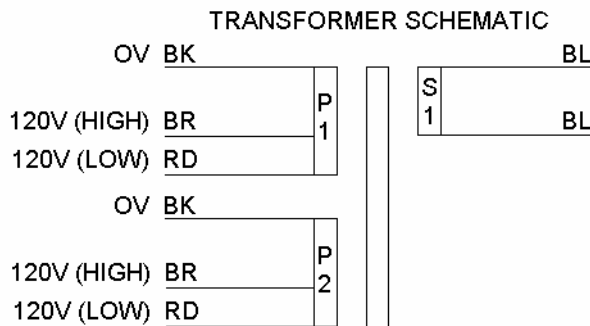 TRANSFORMER SCHEMATIC
OV BK BL
P S
120V (HIGH) BR 1 1 BL
120V (LOW) RD
OV BK
P
120V (HIGH) BR 2
120V (LOW) RD